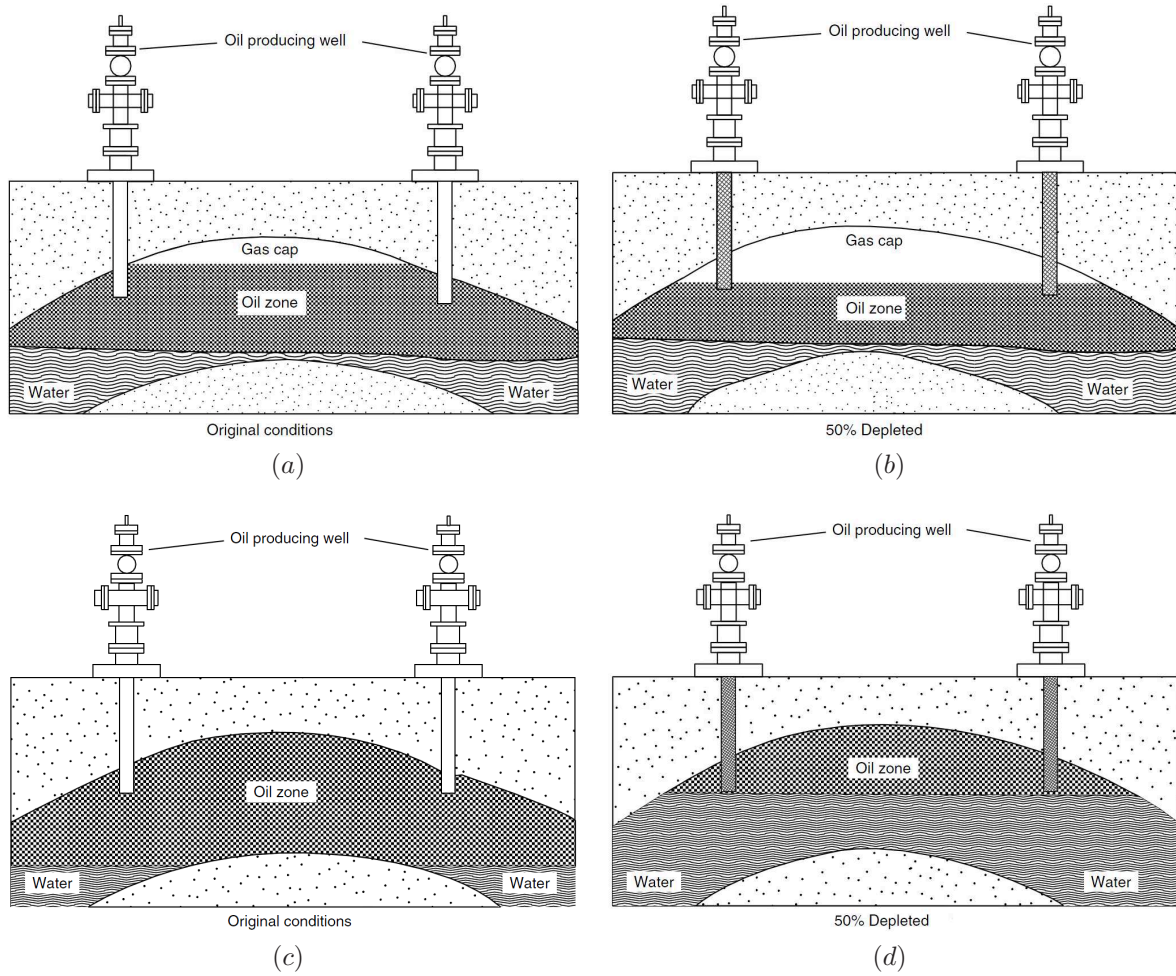 Oil producing well
Gas cap
Oil zone
Water
Water
Original conditions
(a)
Oil producing well
Gas cap
Oil zone
Water
Water
50% Depleted
(b)
Oil producing well
Oil zone
Water
Water
Original conditions
(c)
Oil producing well
Oil zone
Water
Water
50% Depleted
(d)